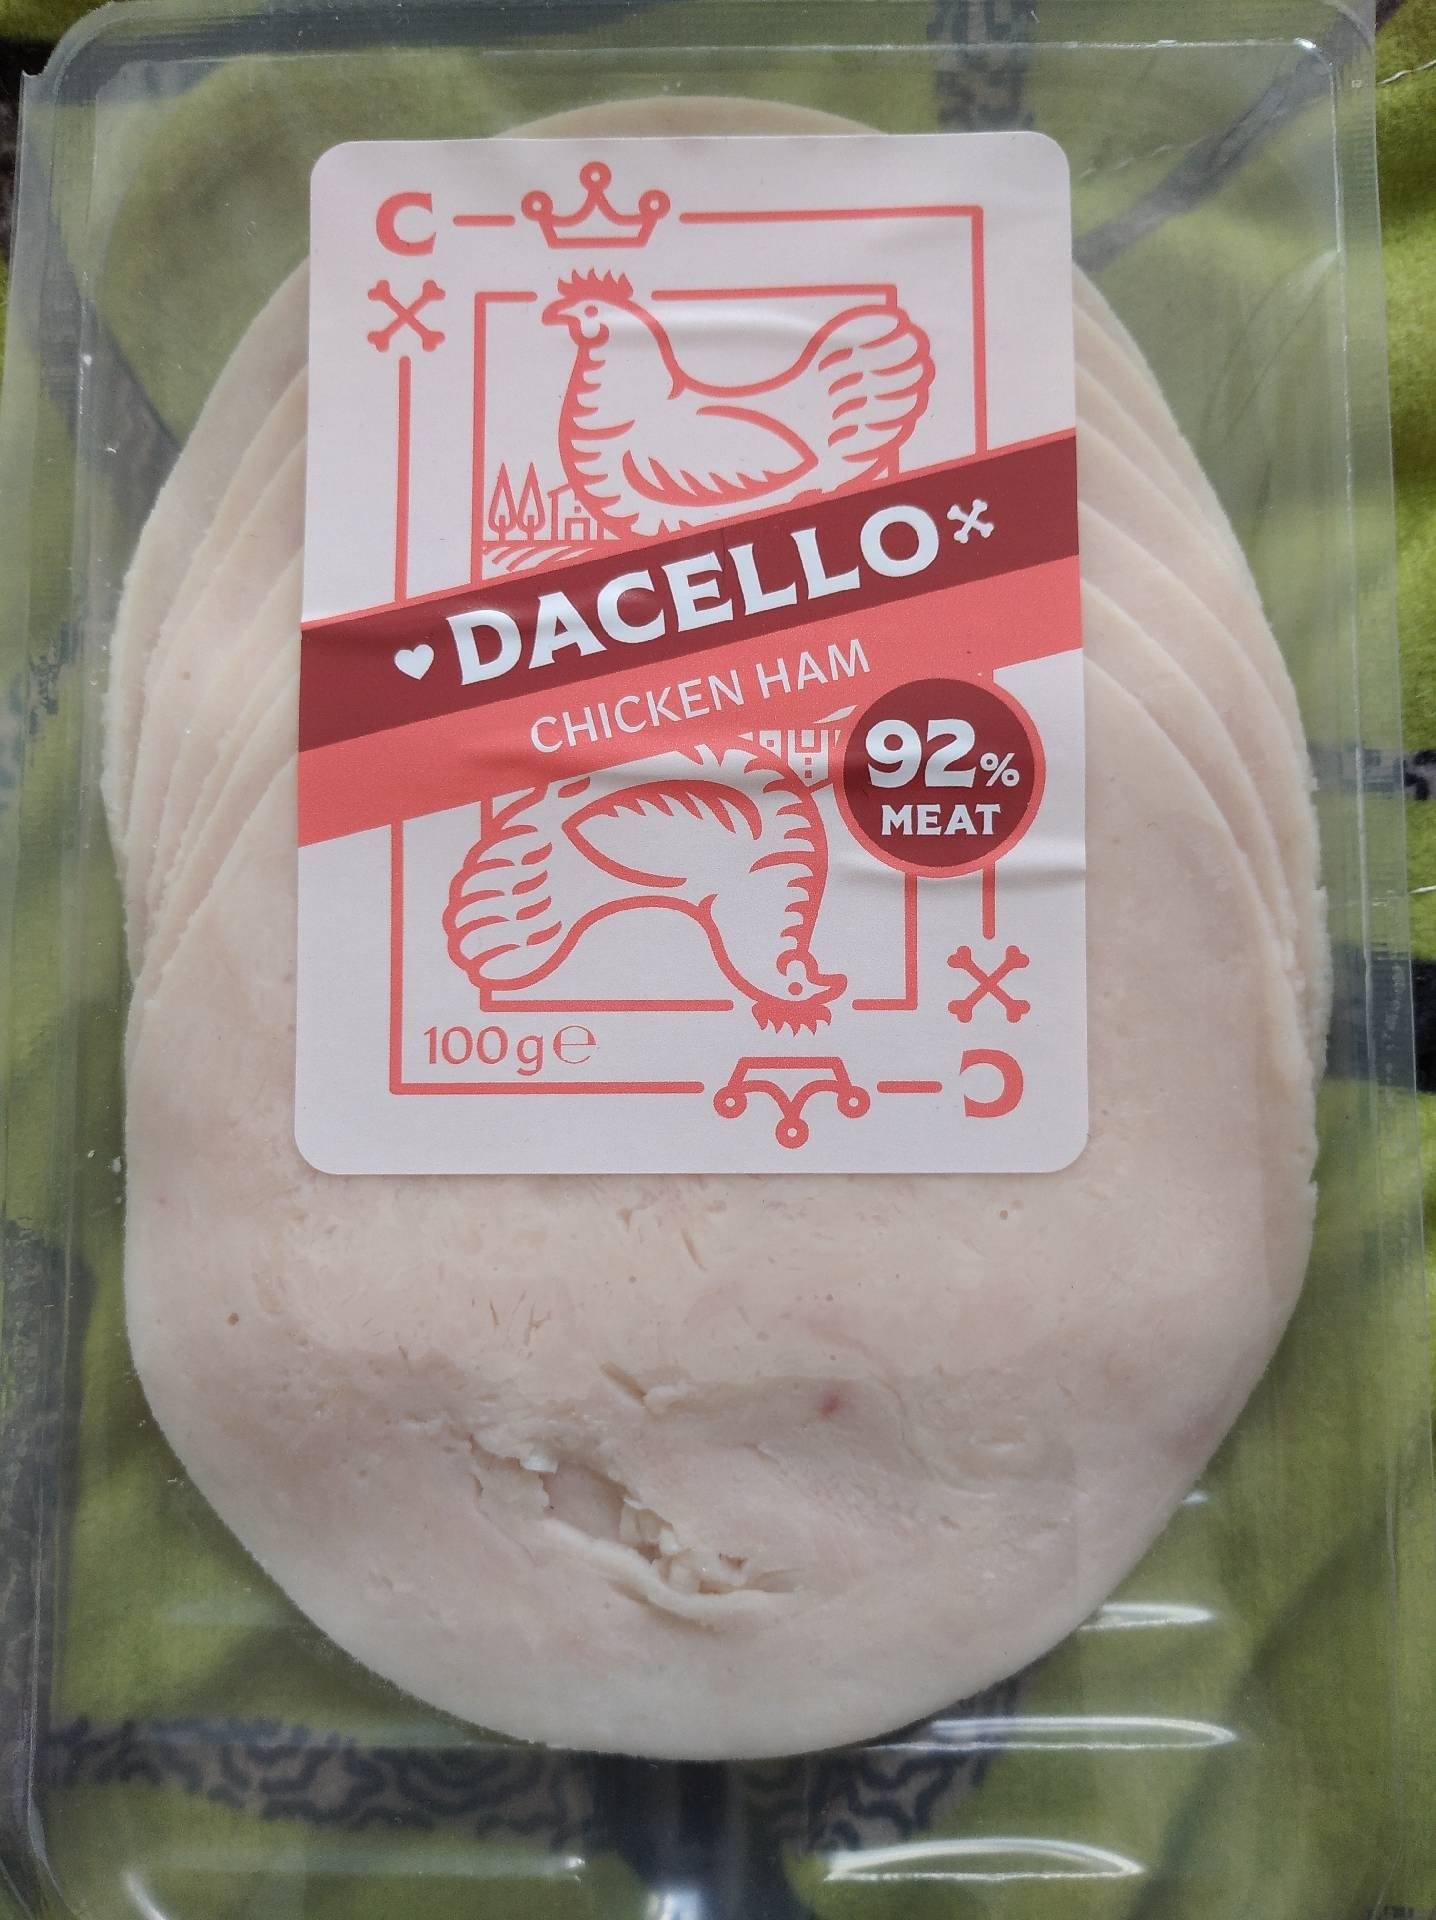 C
DACELLO
CHICKEN HAM
92%
MEAT
100g℮
C